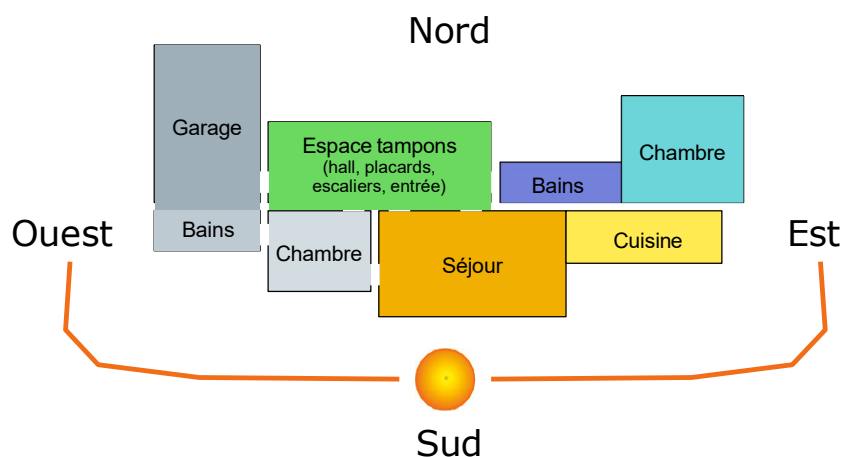 Nord
Garage
Espace tampons
(hall, placards,
escaliers, entrée)
Chambre
Bains
Ouest
Bains
Chambre
Séjour
Cuisine
Est
Sud